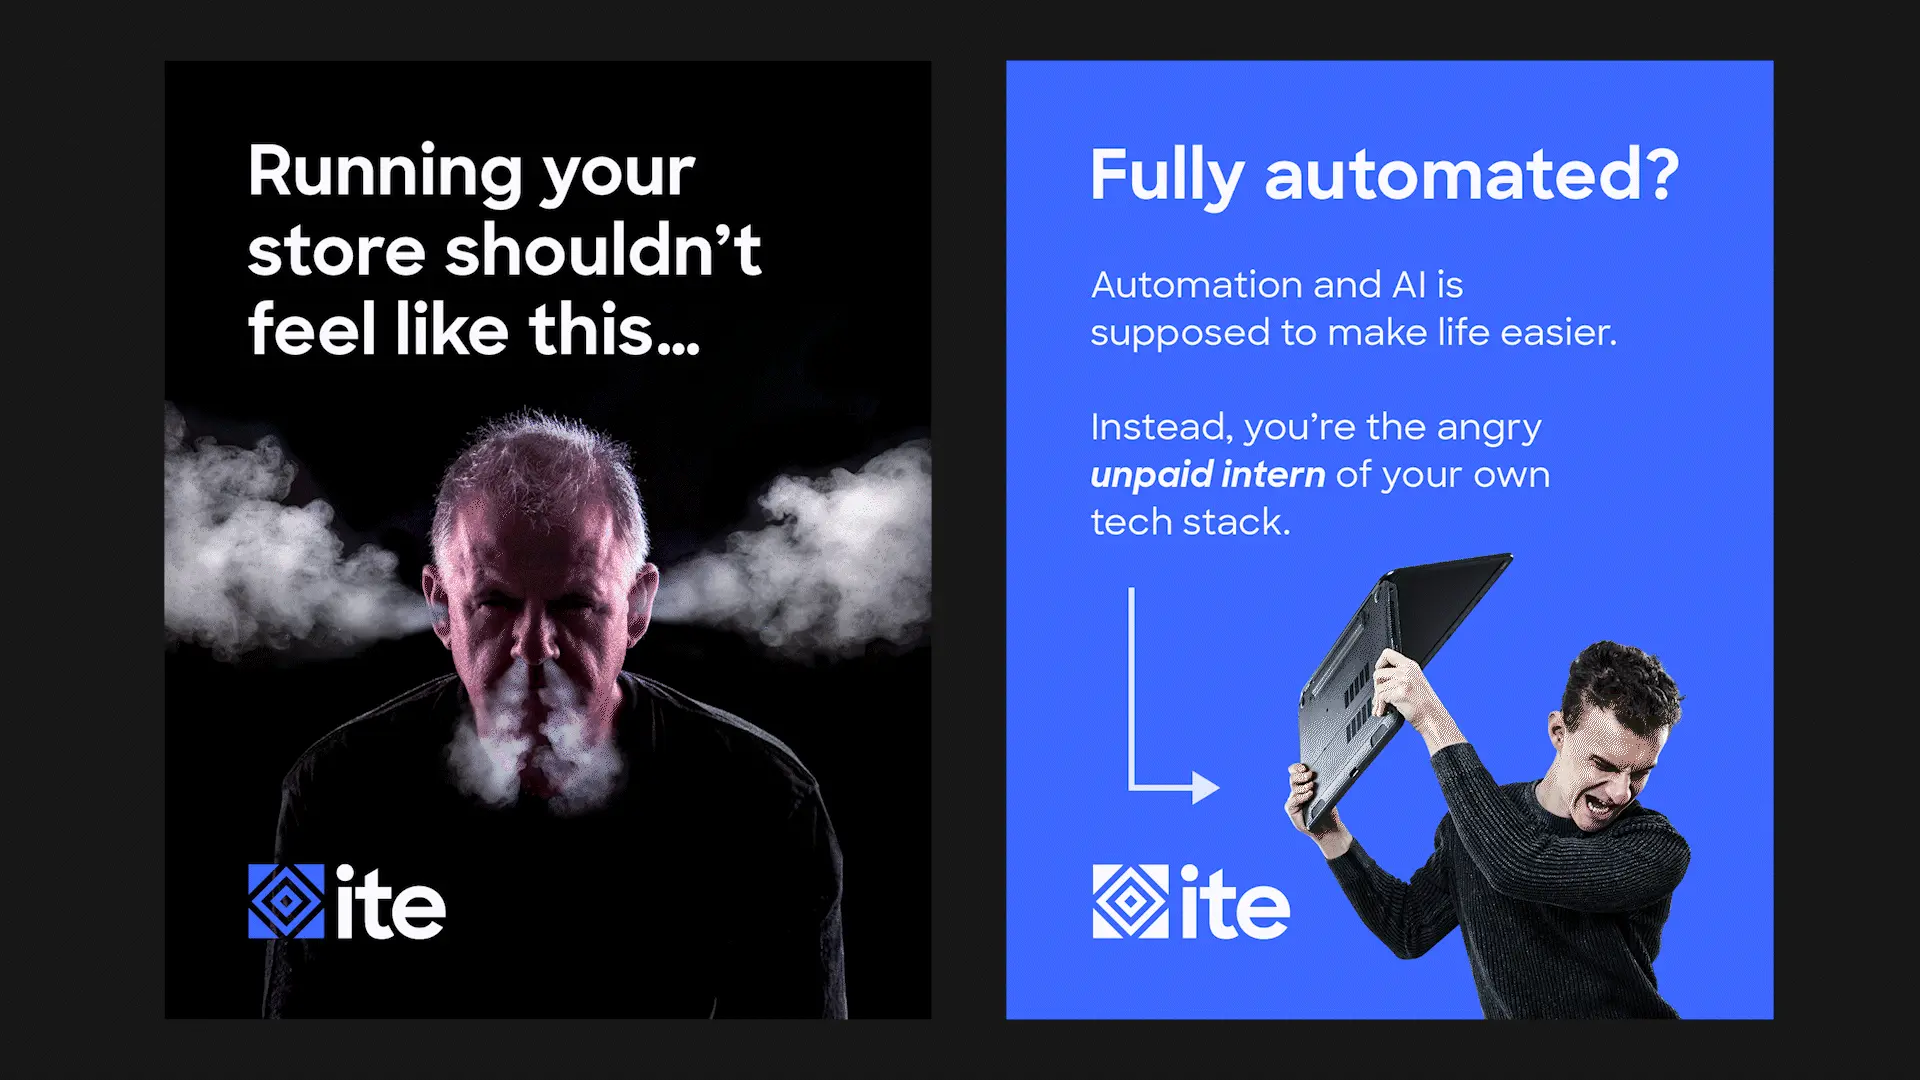 Running your
store shouldn’t
feel like this...
ite
Fully automated?
Automation and AI is
supposed to make life easier.
Instead, you’re the angry
unpaid intern of your own
tech stack.
ite